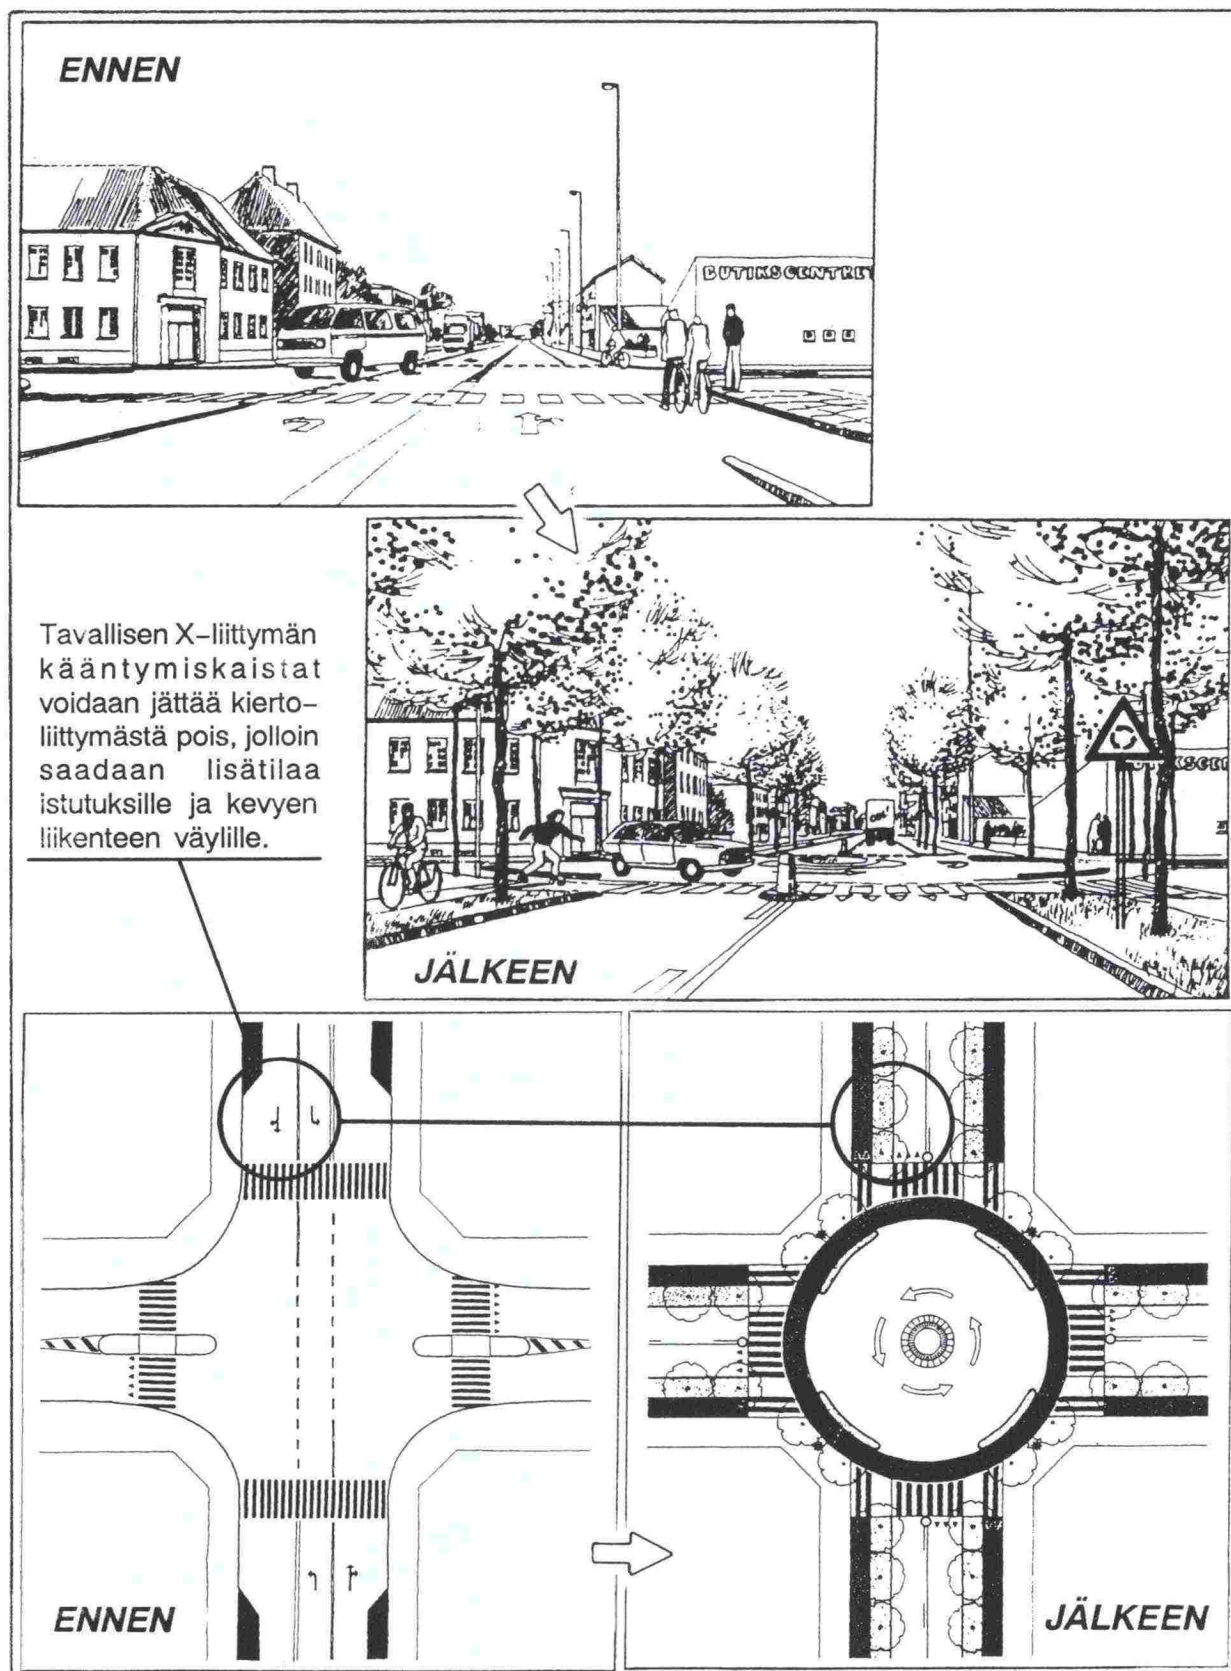 ENNEN
BUTIKSCENTRET
Tavallisen X–liittymän
kääntymiskaistat
voidaan jättää kierto–
liittymästä pois, jolloin
saadaan lisätilaa
istutuksille ja kevyen
liikenteen väylille.
JÄLKEEN
ENNEN
JÄLKEEN